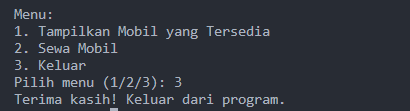 Menu:
1. Tampilkan Mobil yang Tersedia
2. Sewa Mobil
3. Keluar
Pilih menu (1/2/3): 3
Terima kasih! Keluar dari program.